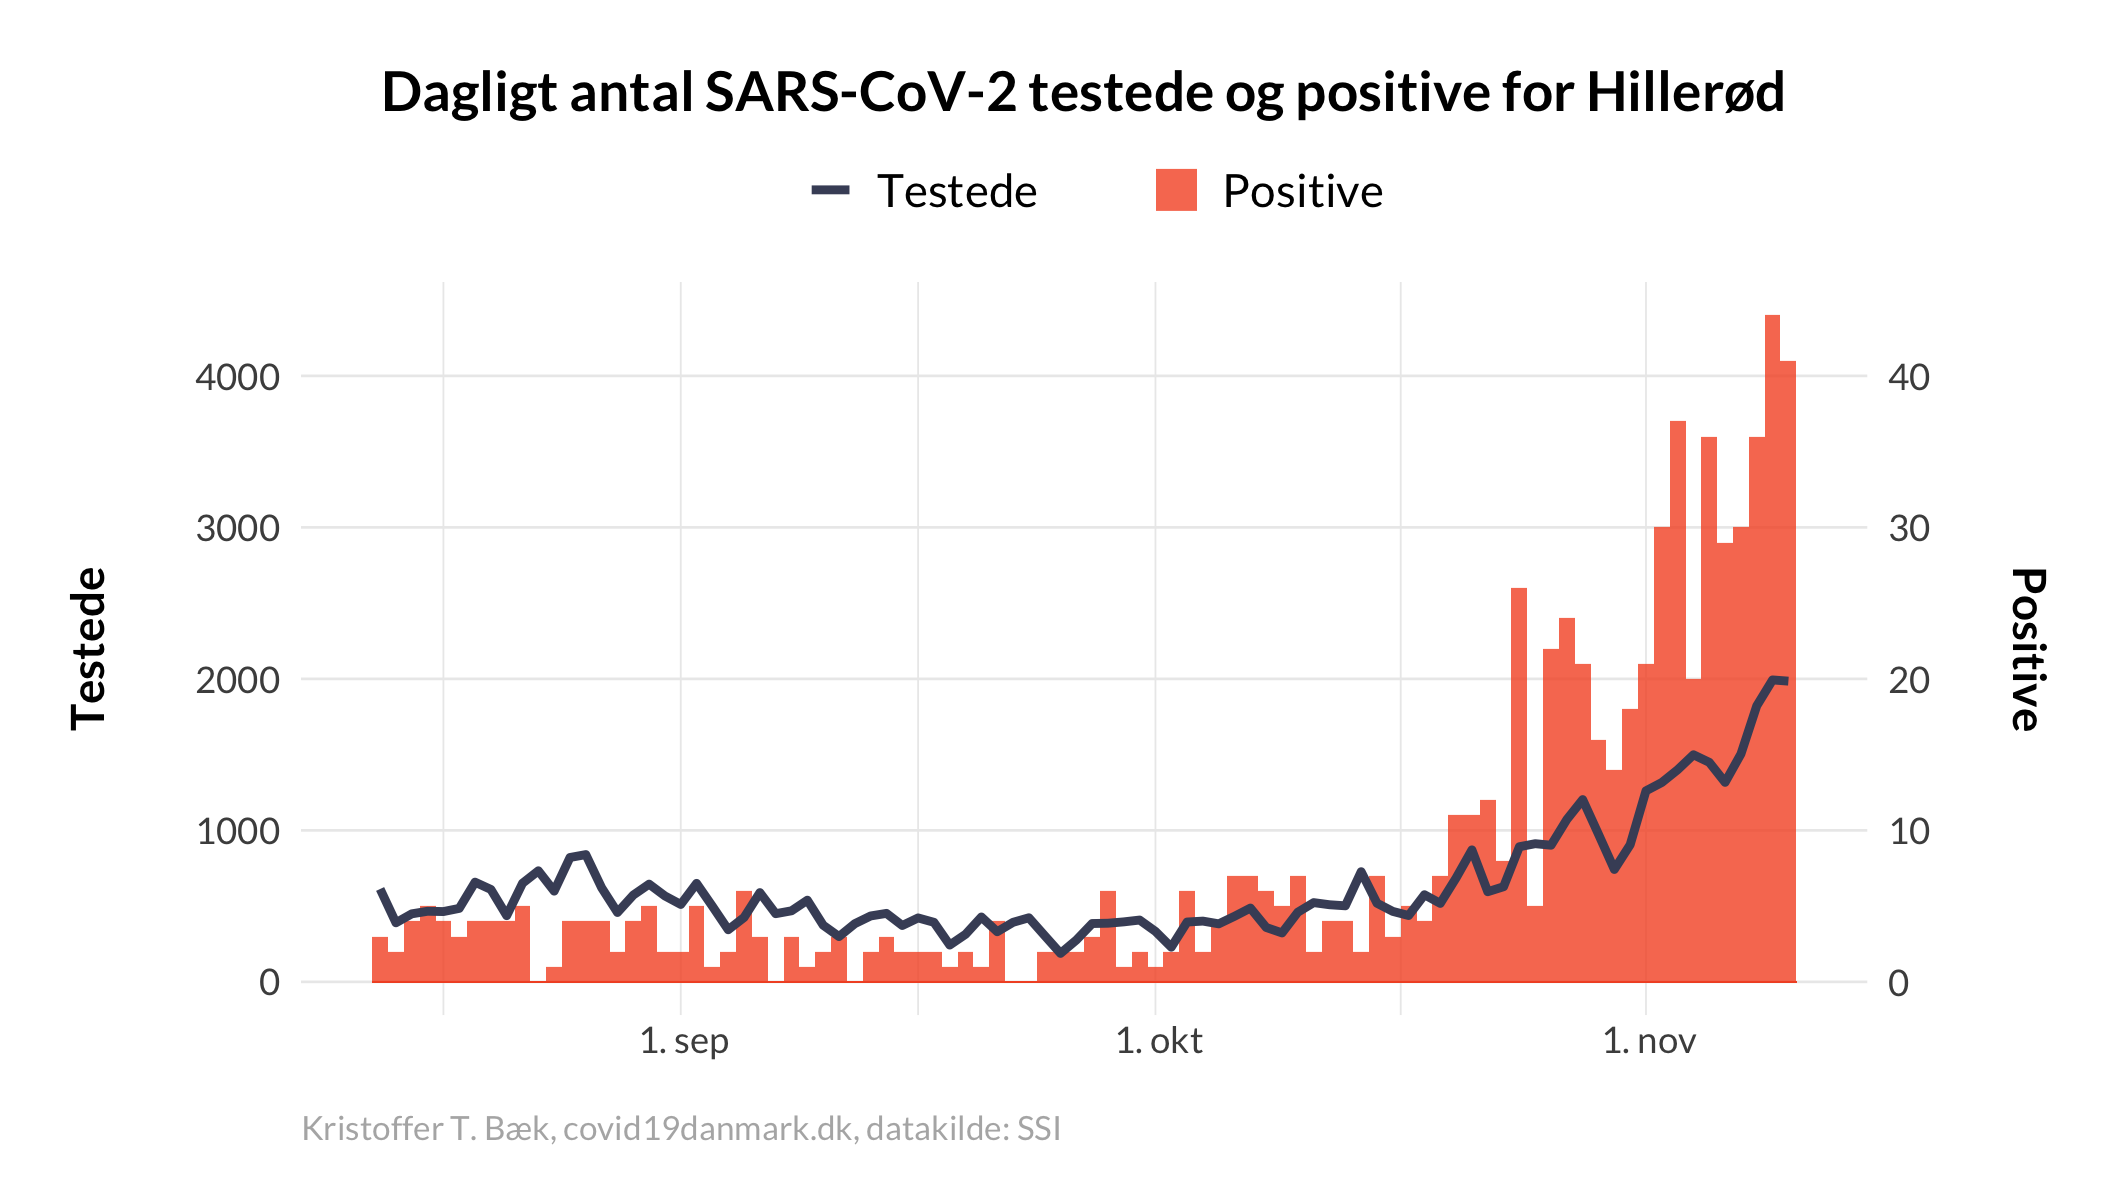 Dagligt antal SARS-CoV-2 testede og positive for Hillerød
Testede
Positive
Testede
4000
3000
2000
1000
0
40
30
20
10
0
Positive
1. sep
1. okt
1. nov
Kristoffer T. Bæk, covid19danmark.dk, datakilde: SSI